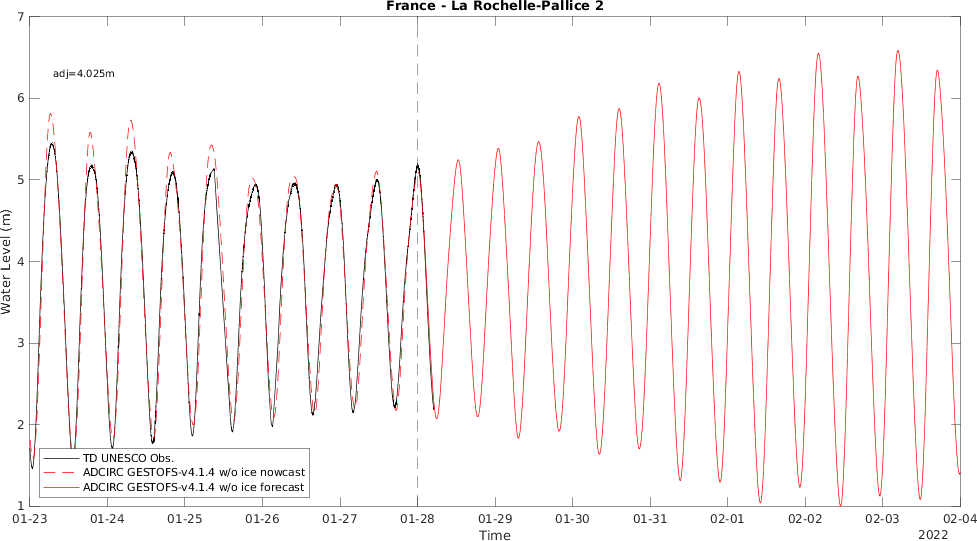 France - La Rochelle-Pallice 2
7
adj=4.025m
6
5
4
3
2
1
Water Level (m)
TD UNESCO Obs.
ADCIRC GESTOFS-v4.1.4 w/o ice nowcast
ADCIRC GESTOFS-v4.1.4 w/o ice forecast
01-23 01-24 01-25 01-26 01-27 01-28 01-29 01-30 01-31 02-01 02-02 02-03 02-04
Time
2022